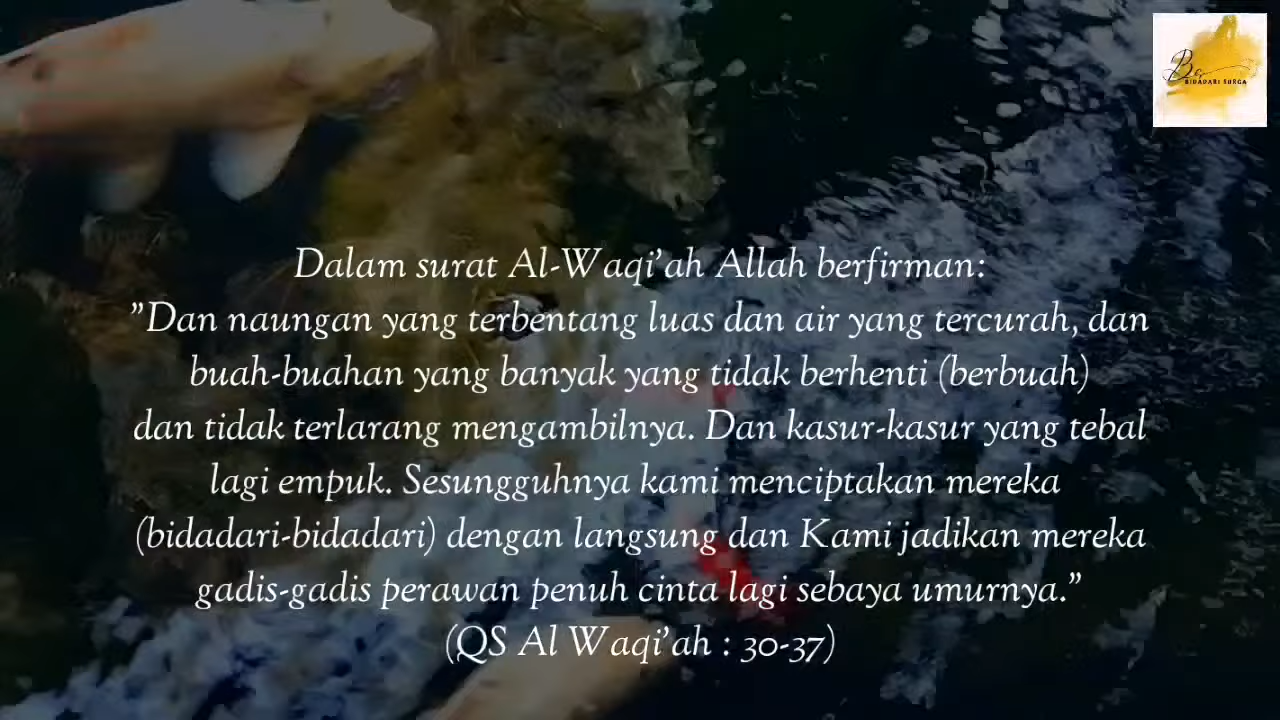 Bs
BIDADARI SURGA
Dalam surat Al-Waqi'ah Allah berfirman:
"Dan naungan yang terbentang luas dan air yang tercurah, dan
buah-buahan yang banyak yang tidak berhenti (berbuah)
dan tidak terlarang mengambilnya. Dan kasur-kasur yang tebal
lagi empuk. Sesungguhnya kami menciptakan mereka
(bidadari-bidadari) dengan langsung dan Kami jadikan mereka
gadis-gadis perawan penuh cinta lagi sebaya umurnya."
(QS Al Waqi'ah : 30-37)